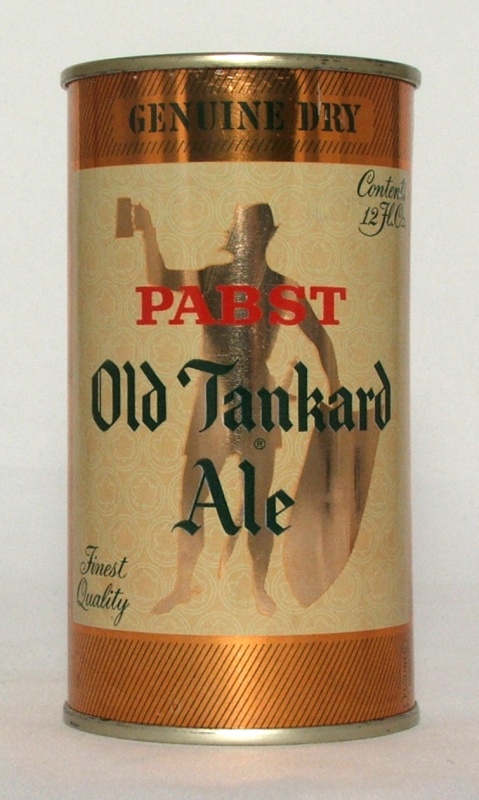 GENUINE DRY
Contents
12 Fl. Oz.
PABST
Old Tankard
®
Ale
Finest
Quality